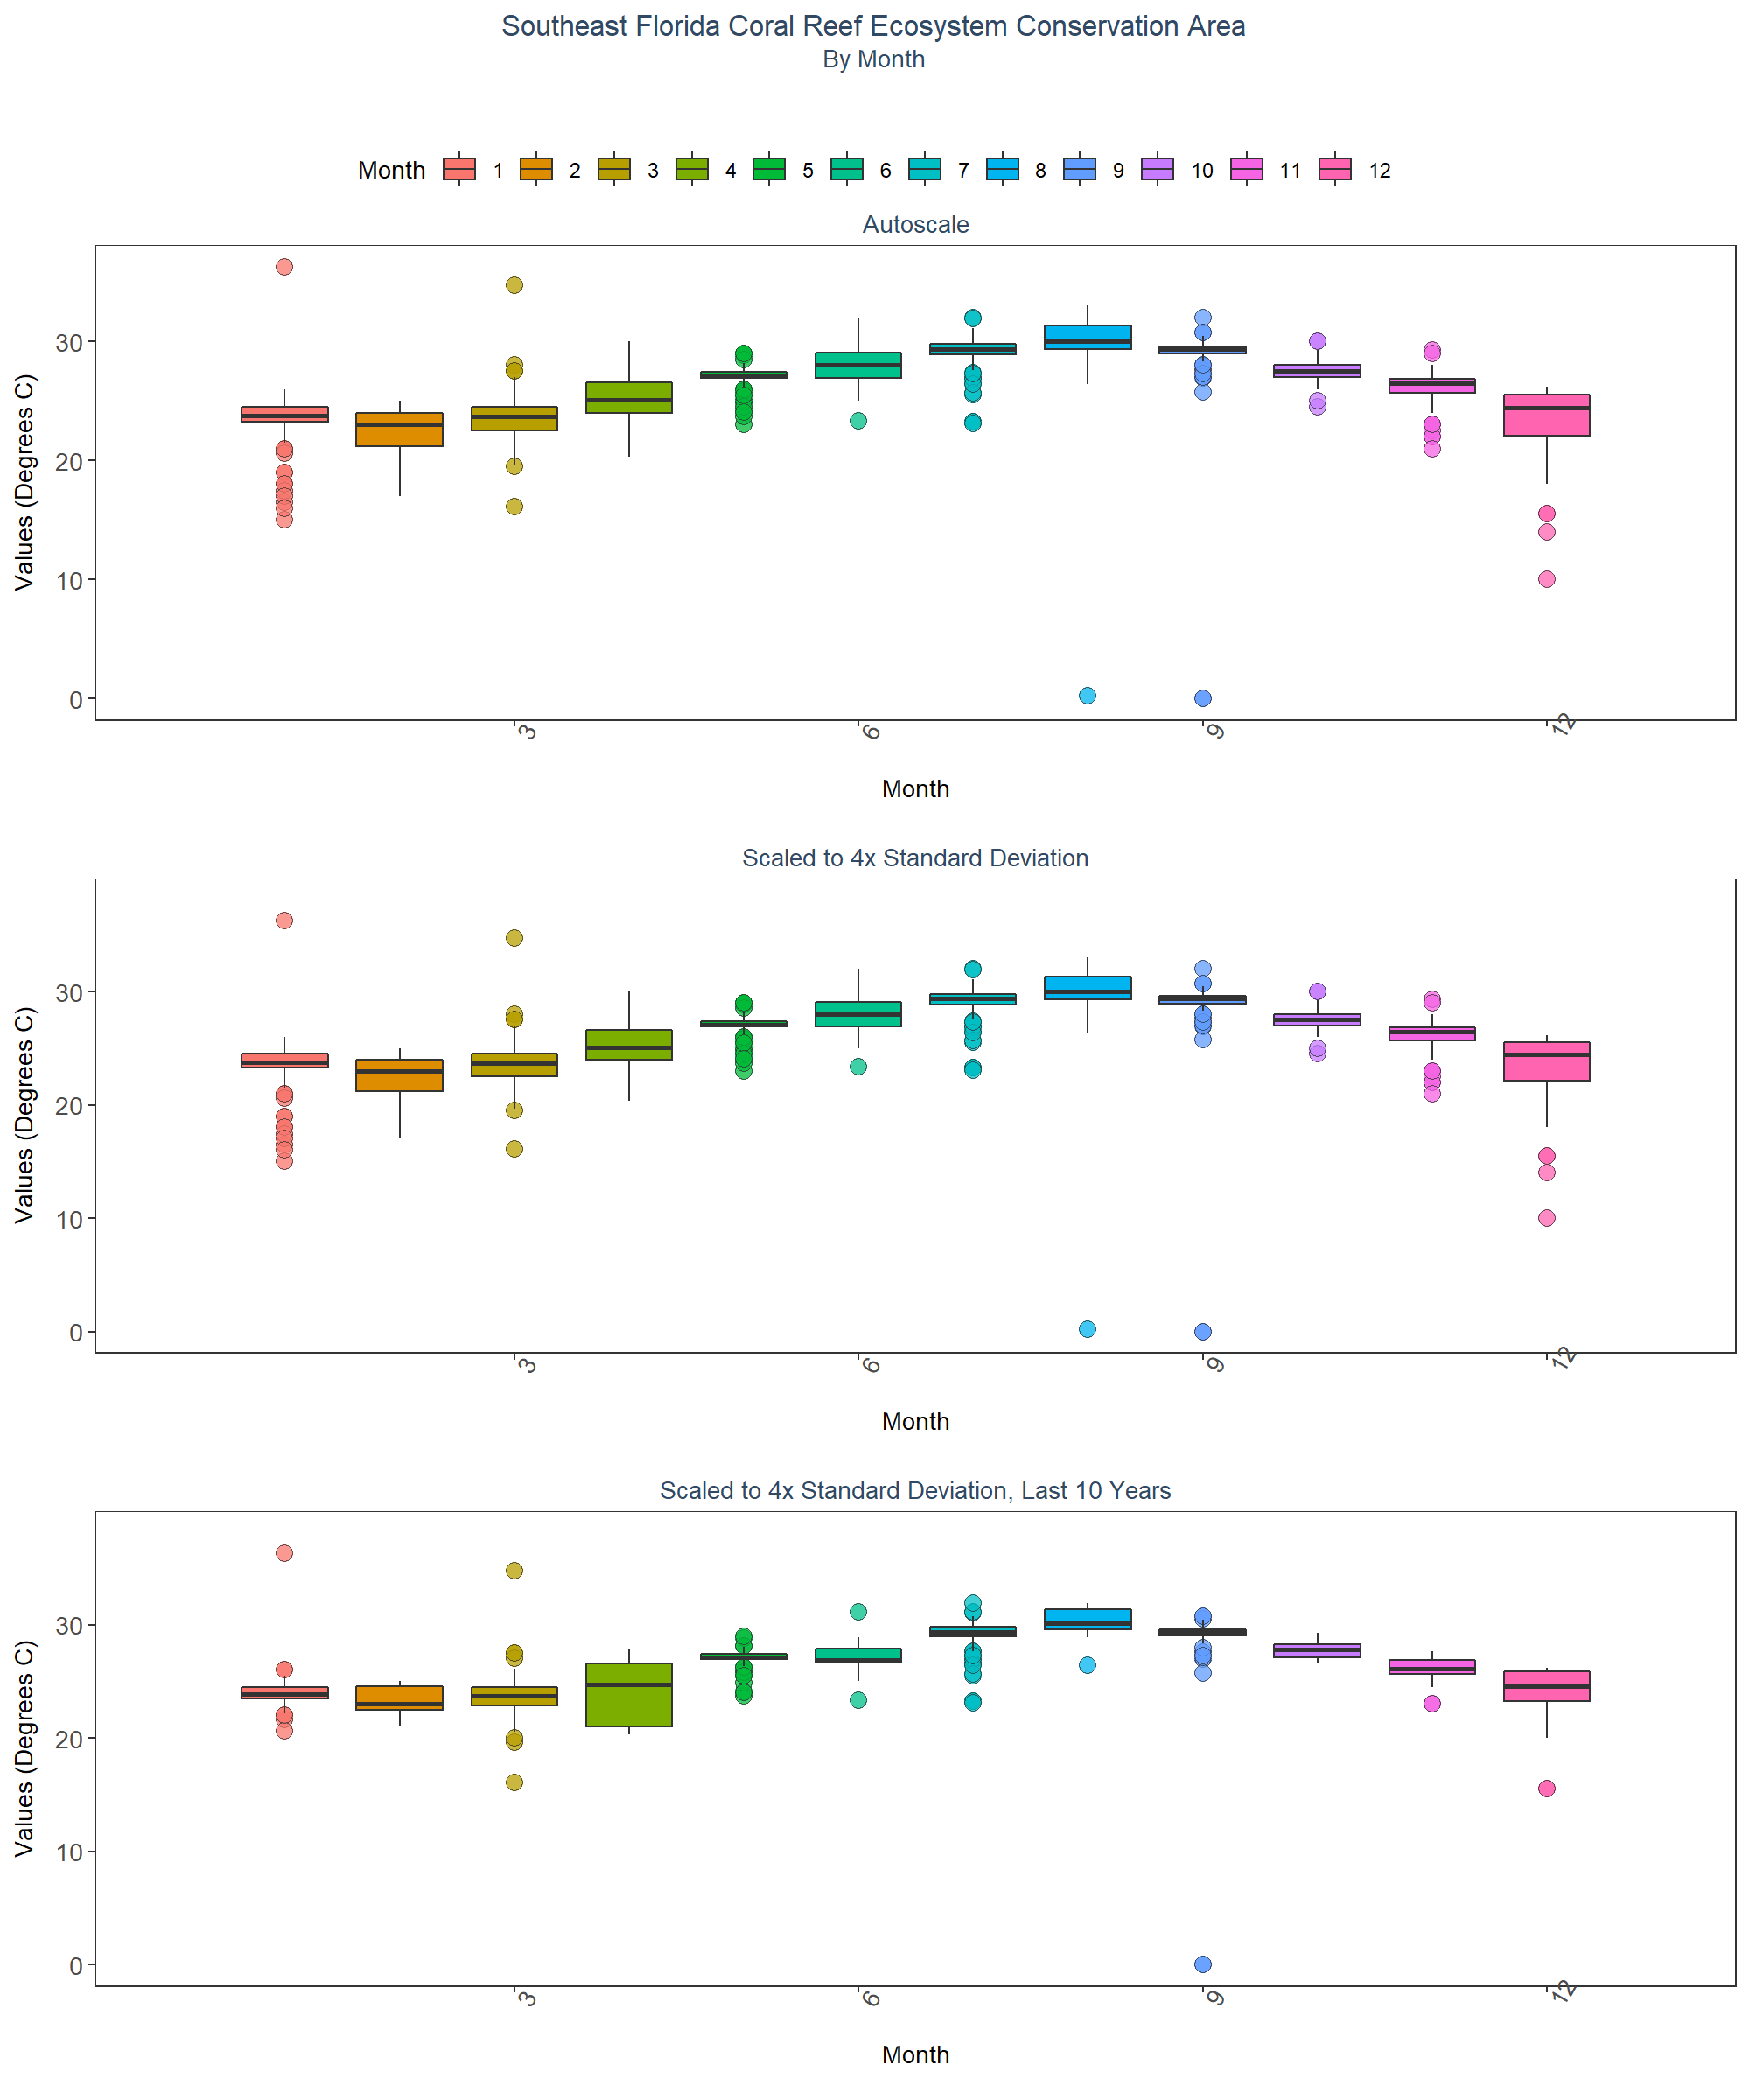 Southeast Florida Coral Reef Ecosystem Conservation Area
By Month
Month 1 2 3 4 5 6 7 8 9 10 11 12
Autoscale
Values (Degrees C)
30
20
10
0
3 6 9 12
Month
Scaled to 4x Standard Deviation
Values (Degrees C)
30
20
10
0
3 6 9 12
Month
Scaled to 4x Standard Deviation, Last 10 Years
Values (Degrees C)
30
20
10
0
3 6 9 12
Month